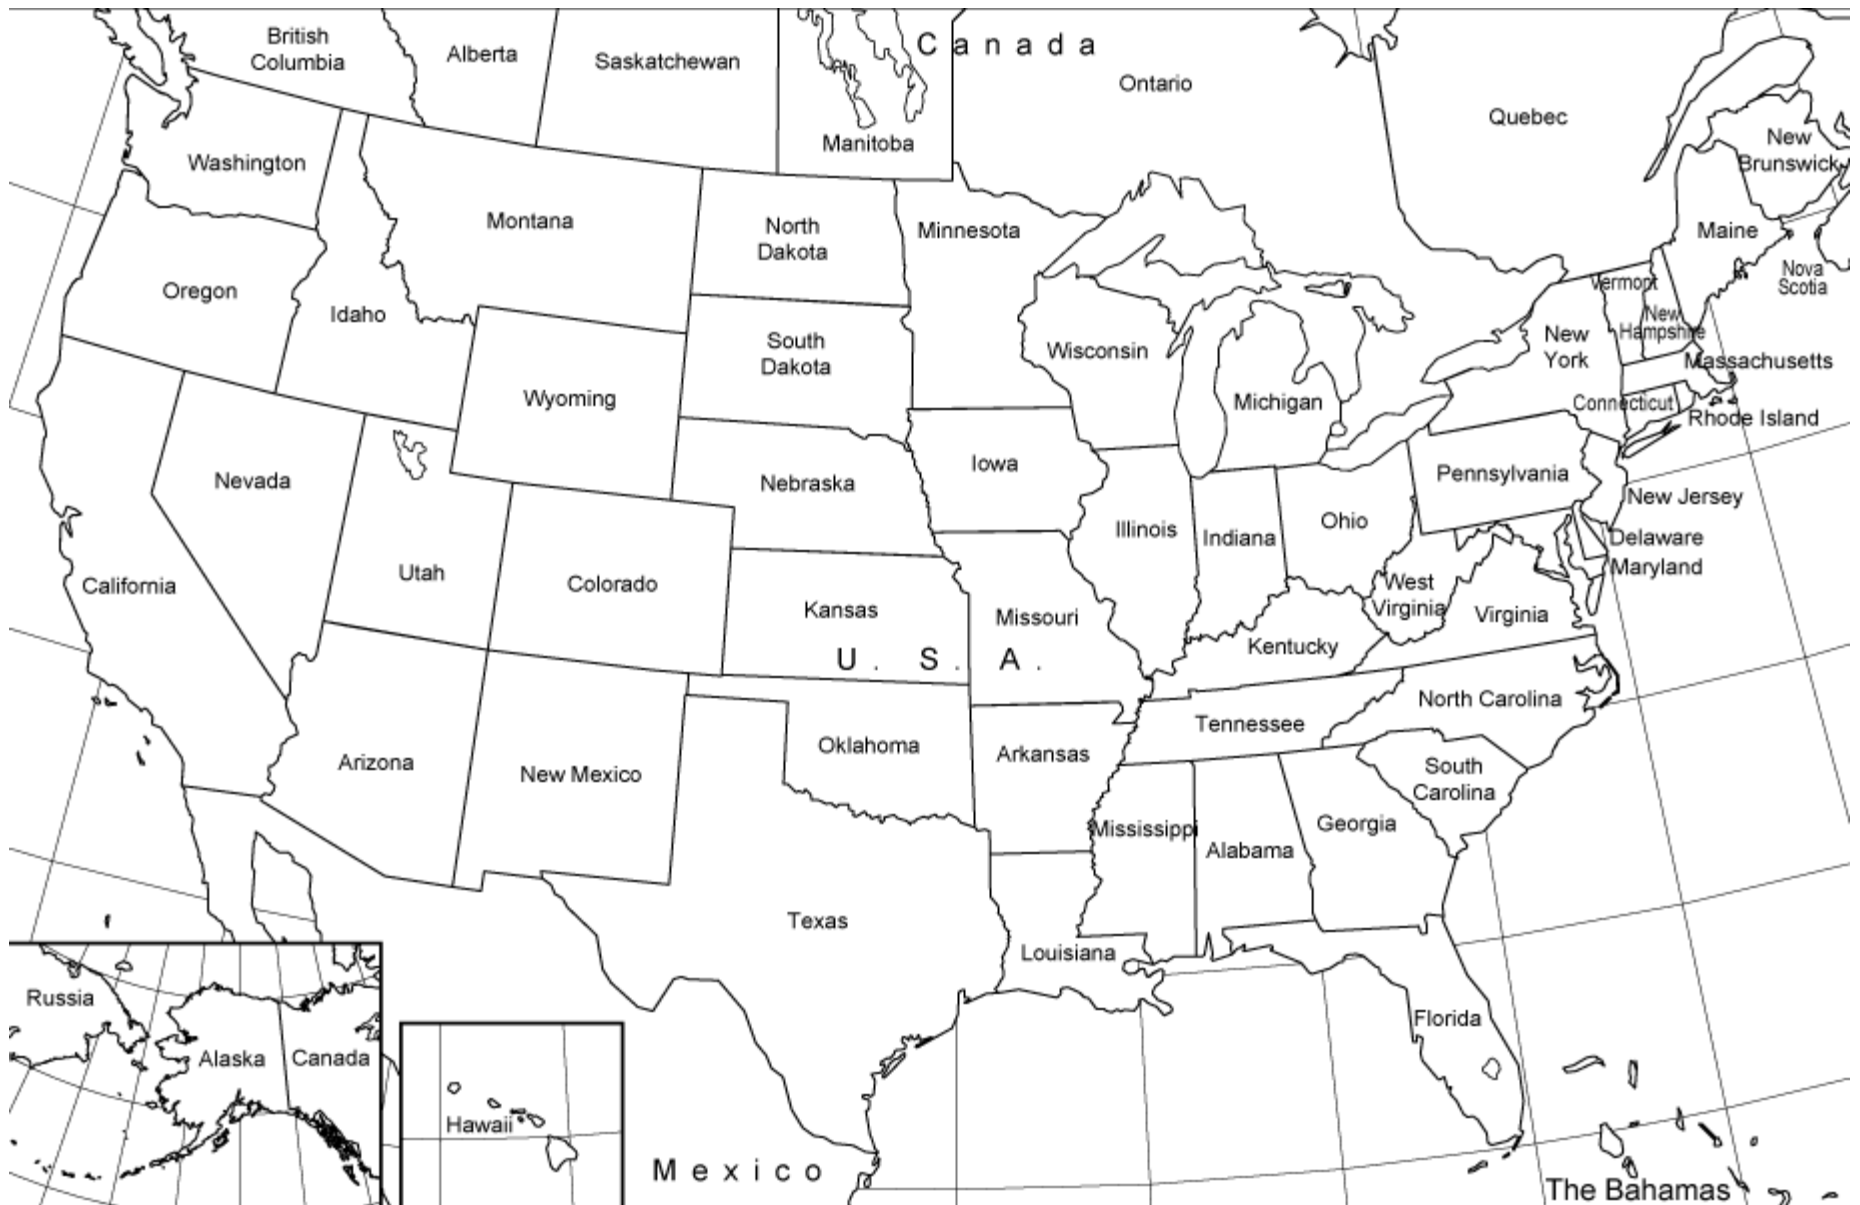 British
Columbia
Alberta
Saskatchewan
Manitoba
Canada
Ontario
Quebec
New
Brunswick
Nova
Scotia
Washington
Oregon
Idaho
Montana
North
Dakota
South
Dakota
Minnesota
Wisconsin
Michigan
Wyoming
Nebraska
Iowa
Nevada
Utah
Colorado
California
Kansas
Missouri
U. S. A.
Illinois
Indiana
Ohio
Pennsylvania
New
York
Vermont
New
Hampshire
Maine
Massachusetts
Connecticut
Rhode Island
New Jersey
Delaware
Maryland
West
Virginia
Virginia
Kentucky
Tennessee
North Carolina
South
Carolina
Arizona
New Mexico
Oklahoma
Arkansas
Mississippi
Alabama
Georgia
Texas
Louisiana
Florida
Russia
Alaska
Canada
Hawaii
Mexico
The Bahamas